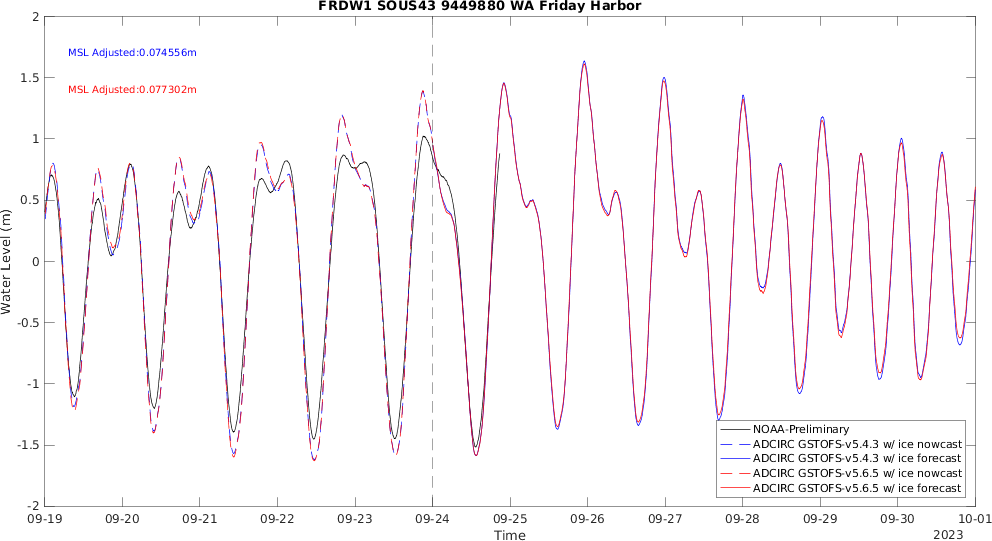 FRDW1 SOUS43 9449880 WA Friday Harbor
MSL Adjusted:0.074556m
MSL Adjusted:0.077302m
Water Level (m)
2
1.5
1
0.5
0
-0.5
-1
-1.5
-2
NOAA-Preliminary
ADCIRC GSTOFS-v5.4.3 w/ ice nowcast
ADCIRC GSTOFS-v5.4.3 w/ ice forecast
ADCIRC GSTOFS-v5.6.5 w/ ice nowcast
ADCIRC GSTOFS-v5.6.5 w/ ice forecast
09-19 09-20 09-21 09-22 09-23 09-24 09-25 09-26 09-27 09-28 09-29 09-30 10-01
Time
2023